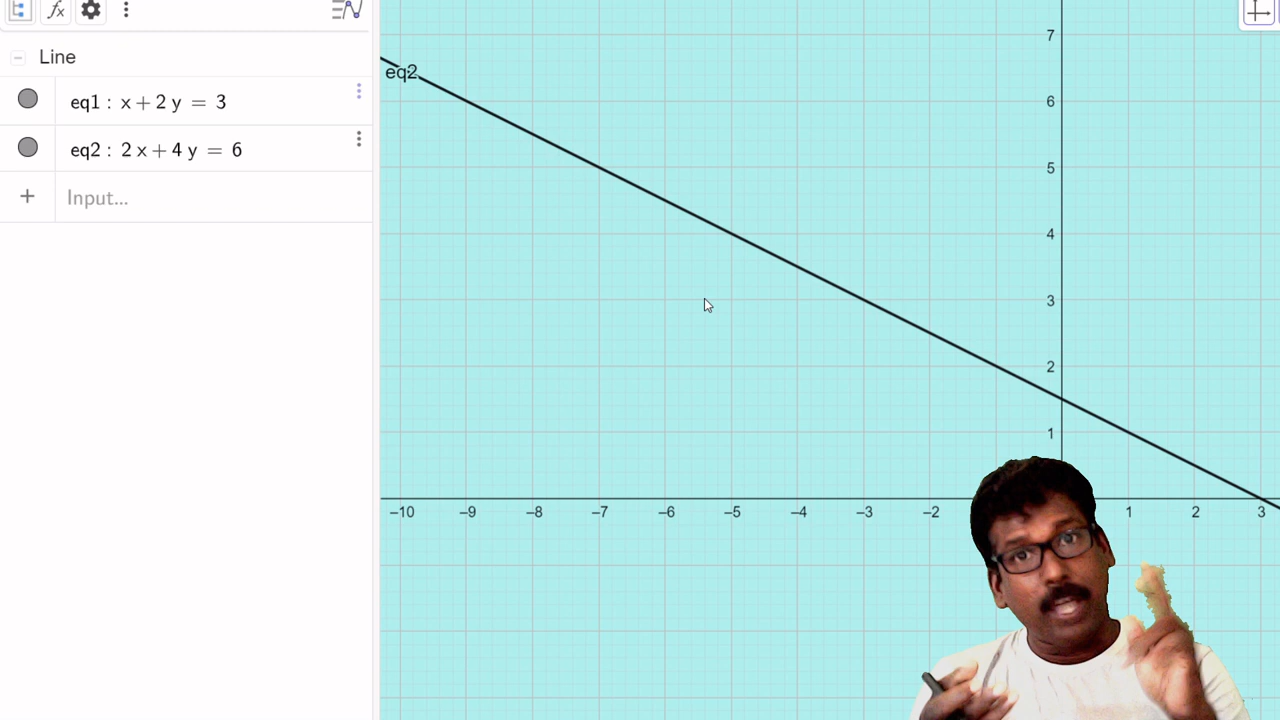 fx
Line
eq1 : x + 2 y = 3
eq2 : 2 x + 4 y = 6
+ Input...
eq2
7
6
5
4
3
2
1
–10 –9 –8 –7 –6 –5 –4 –3 –2 1 2 3